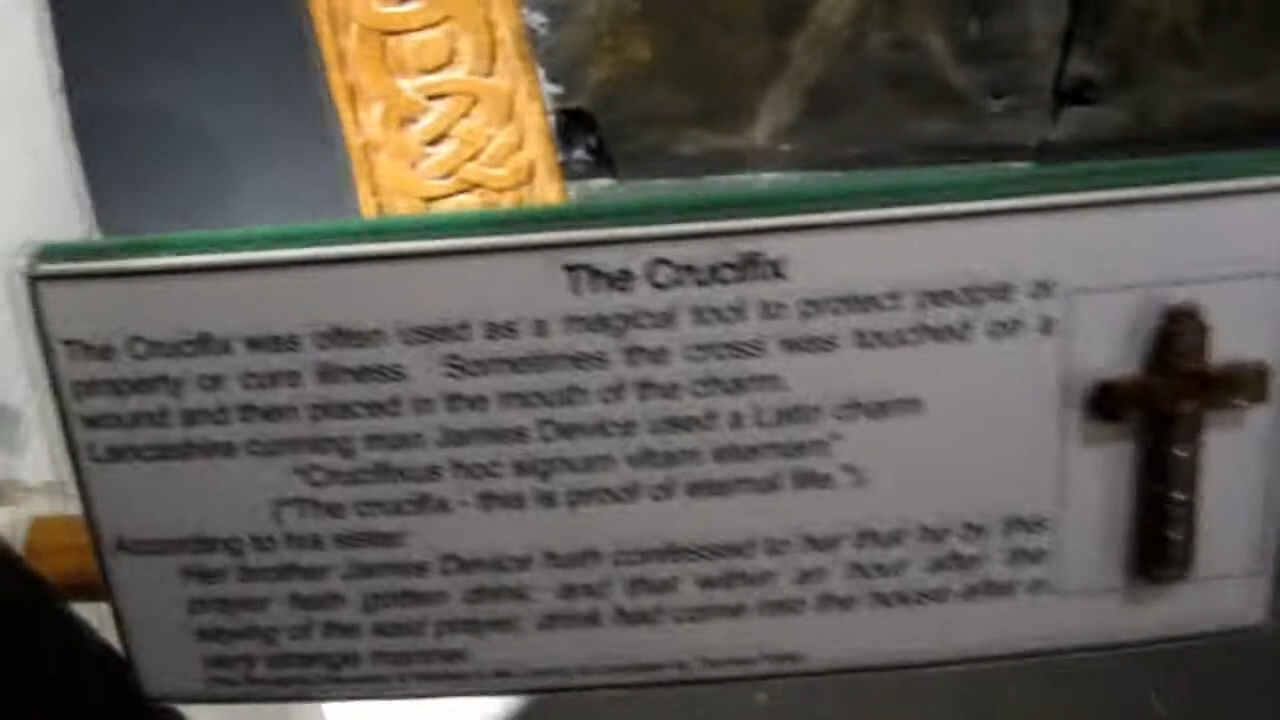 The Crucifix
The Crucifix was often used as a magical tool to protect people or
property or cure illness. Sometimes the cross was touched on a
wound and then placed in the mouth of the charm.
Lancashire cunning man James Device used a Latin charm
"Crucifixus hoc signum vitam eternam"
("The crucifix - this is proof of eternal life.").
According to his sister:
Her brother James Device hath confessed to her that he by this
prayer hath gotten drink; and that within an hour after the
saying of the said prayer, drink had come into the house after a
very strange manner.